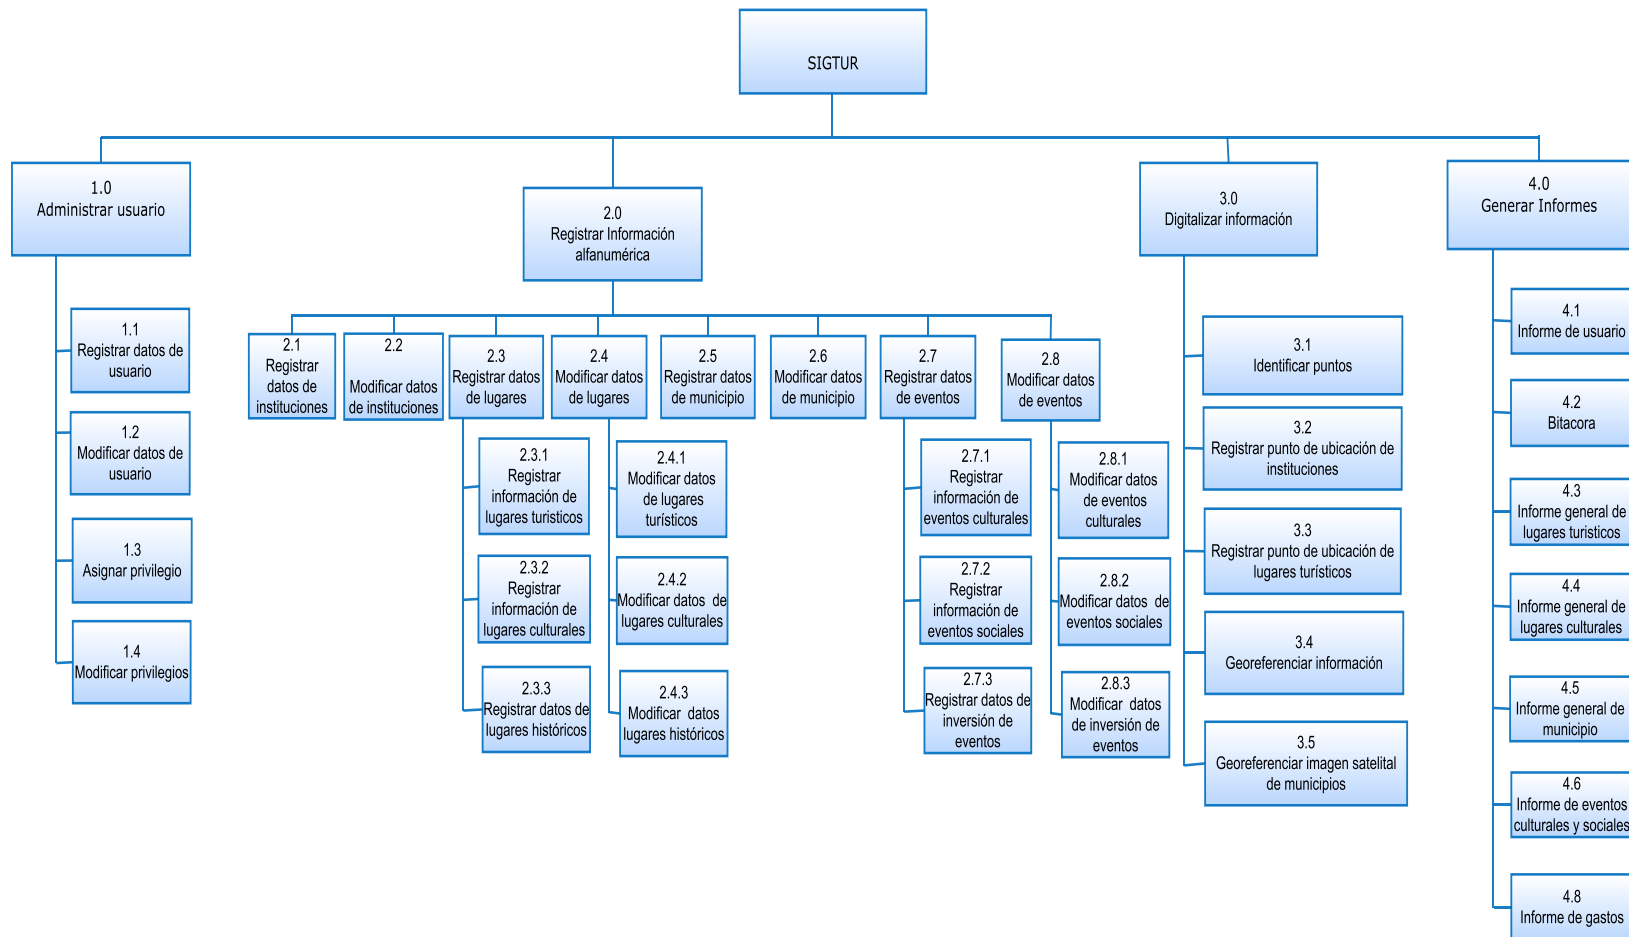 SIGTUR
1.0
Administrar usuario
1.1
Registrar datos de
usuario
1.2
Modificar datos de
usuario
1.3
Asignar privilegio
1.4
Modificar privilegios
2.0
Registrar Información
alfanumérica
2.1
Registrar
datos de
instituciones
2.2
Modificar datos
de instituciones
2.3
Registrar datos
de lugares
2.3.1
Registrar
información de
lugares turisticos
2.3.2
Registrar
información de
lugares culturales
2.3.3
Registrar datos de
lugares históricos
2.4
Modificar datos
de lugares
2.4.1
Modificar datos
de lugares
turísticos
2.4.2
Modificar datos de
lugares culturales
2.4.3
Modificar datos
lugares históricos
2.5
Registrar datos
de municipio
2.6
Modificar datos
de municipio
2.7
Registrar datos
de eventos
2.7.1
Registrar
información de
eventos culturales
2.7.2
Registrar
información de
eventos sociales
2.7.3
Registrar datos de
inversión de
eventos
2.8
Modificar datos
de eventos
2.8.1
Modificar datos
de eventos
culturales
2.8.2
Modificar datos de
eventos sociales
2.8.3
Modificar datos
de inversión de
eventos
3.0
Digitalizar información
3.1
Identificar puntos
3.2
Registrar punto de ubicación de
instituciones
3.3
Registrar punto de ubicación de
lugares turísticos
3.4
Georeferenciar información
3.5
Georeferenciar imagen satelital
de municipios
4.0
Generar Informes
4.1
Informe de usuario
4.2
Bitacora
4.3
Informe general de
lugares turisticos
4.4
Informe general de
lugares culturales
4.5
Informe general de
municipio
4.6
Informe de eventos
culturales y sociales
4.8
Informe de gastos